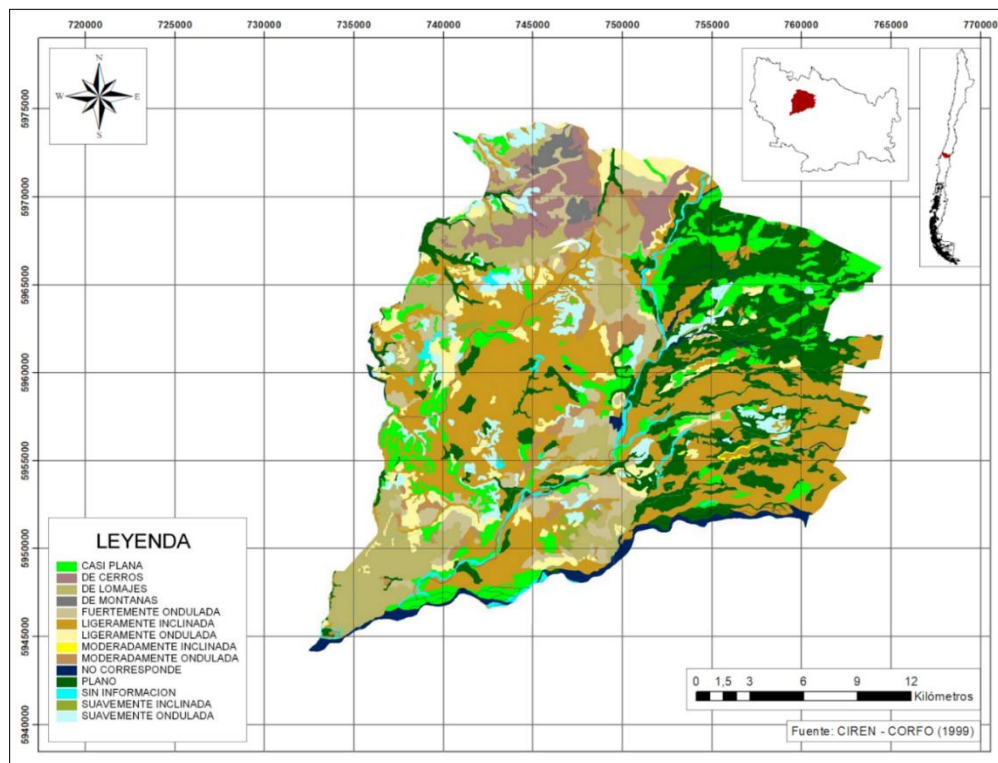 720000 725000 730000 735000 740000 745000 750000 755000 760000 765000 770000
N
W E
S
5975000
5970000
5965000
5960000
5955000
5950000
5945000
5940000
LEYENDA
CASI PLANA
DE CERROS
DE LOMAJES
DE MONTANAS
FUERTEMENTE ONDULADA
LIGERAMENTE INCLINADA
LIGERAMENTE ONDULADA
MODERADAMENTE INCLINADA
MODERADAMENTE ONDULADA
NO CORRESPONDE
PLANO
SIN INFORMACION
SUAVEMENTE INCLINADA
SUAVEMENTE ONDULADA
0 1,5 3 6 9 12
Kilómetros
Fuente: CIREN - CORFO (1999)